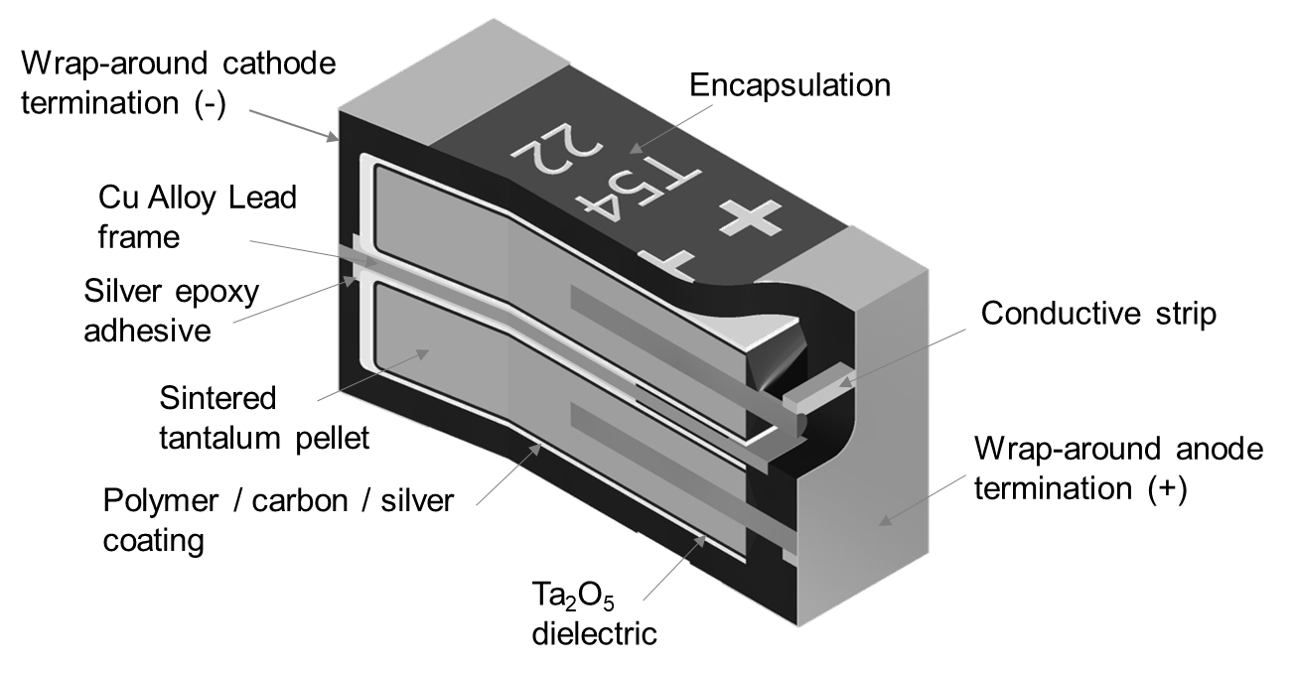 Wrap-around cathode
termination (-)
Encapsulation
22
T54
+
+
Cu Alloy Lead
frame
Silver epoxy
adhesive
Conductive strip
Sintered
tantalum pellet
Wrap-around anode
termination (+)
Polymer / carbon / silver
coating
Ta₂O₅
dielectric